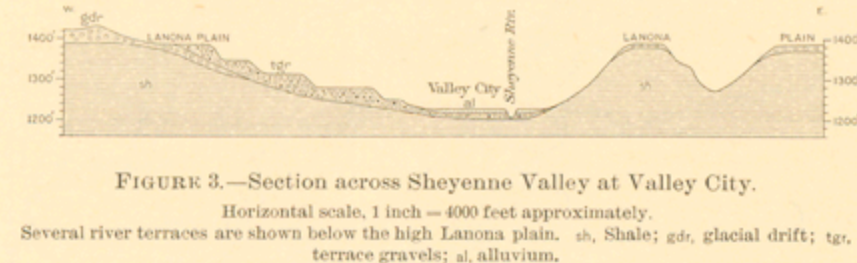 W.
E.
gdr
LANONA PLAIN
LANONA
PLAIN
1400'
1400'
tgr
Sheyenne Riv.
1300'
sh
Valley City
sh
1300'
al
1200'
1200'
FIGURE 3.—Section across Sheyenne Valley at Valley City.
Horizontal scale, 1 inch = 4000 feet approximately.
Several river terraces are shown below the high Lanona plain. sh, Shale; gdr, glacial drift; tgr,
terrace gravels; al, alluvium.